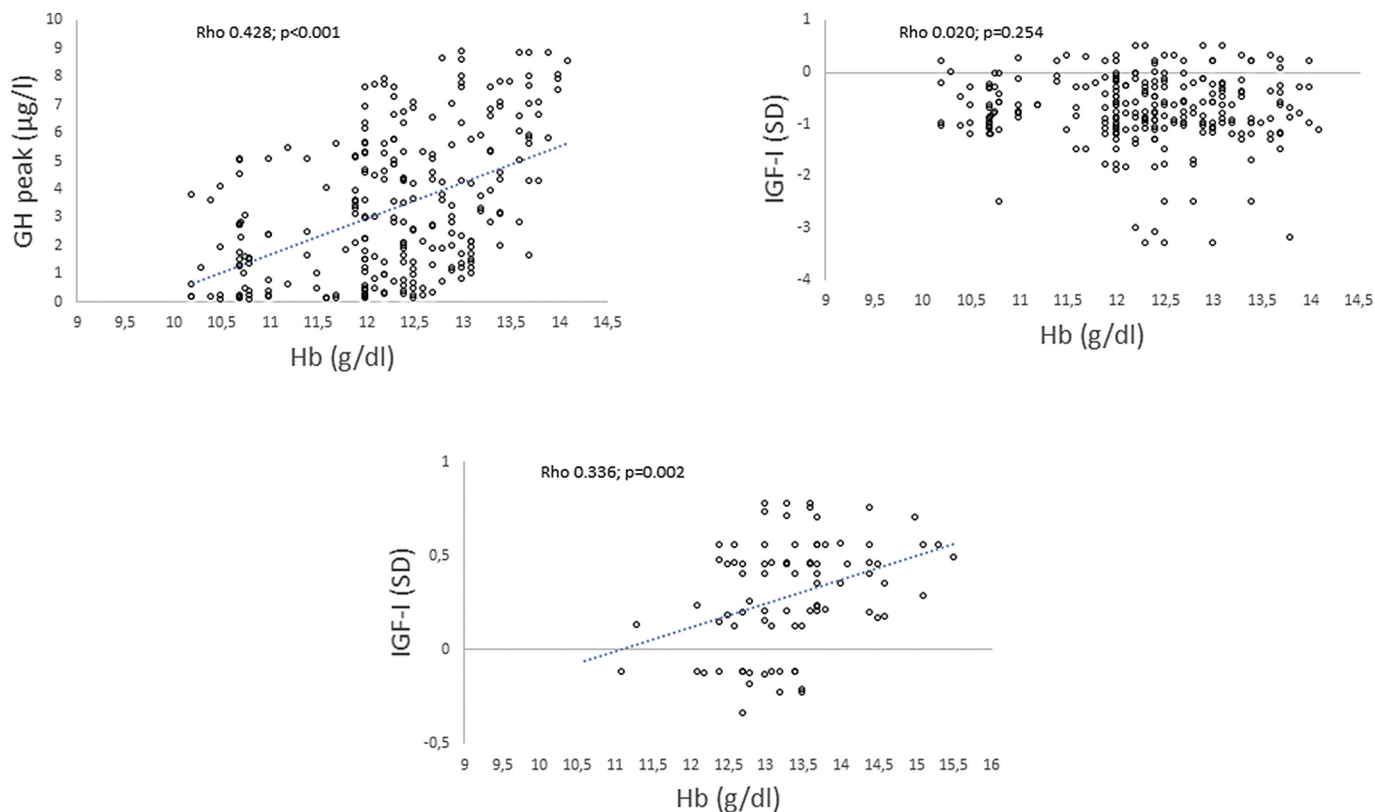 Rho 0.428; p<0.001
GH peak (µg/l)
10
9
8
7
6
5
4
3
2
1
0
9 9,5 10 10,5 11 11,5 12 12,5 13 13,5 14 14,5
Hb (g/dl)
Rho 0.020; p=0.254
IGF-I (SD)
1
0
-1
-2
-3
-4
9 9,5 10 10,5 11 11,5 12 12,5 13 13,5 14 14,5
Hb (g/dl)
Rho 0.336; p=0.002
IGF-I (SD)
1
0,5
0
-0,5
9 9,5 10 10,5 11 11,5 12 12,5 13 13,5 14 14,5 15 15,5 16
Hb (g/dl)